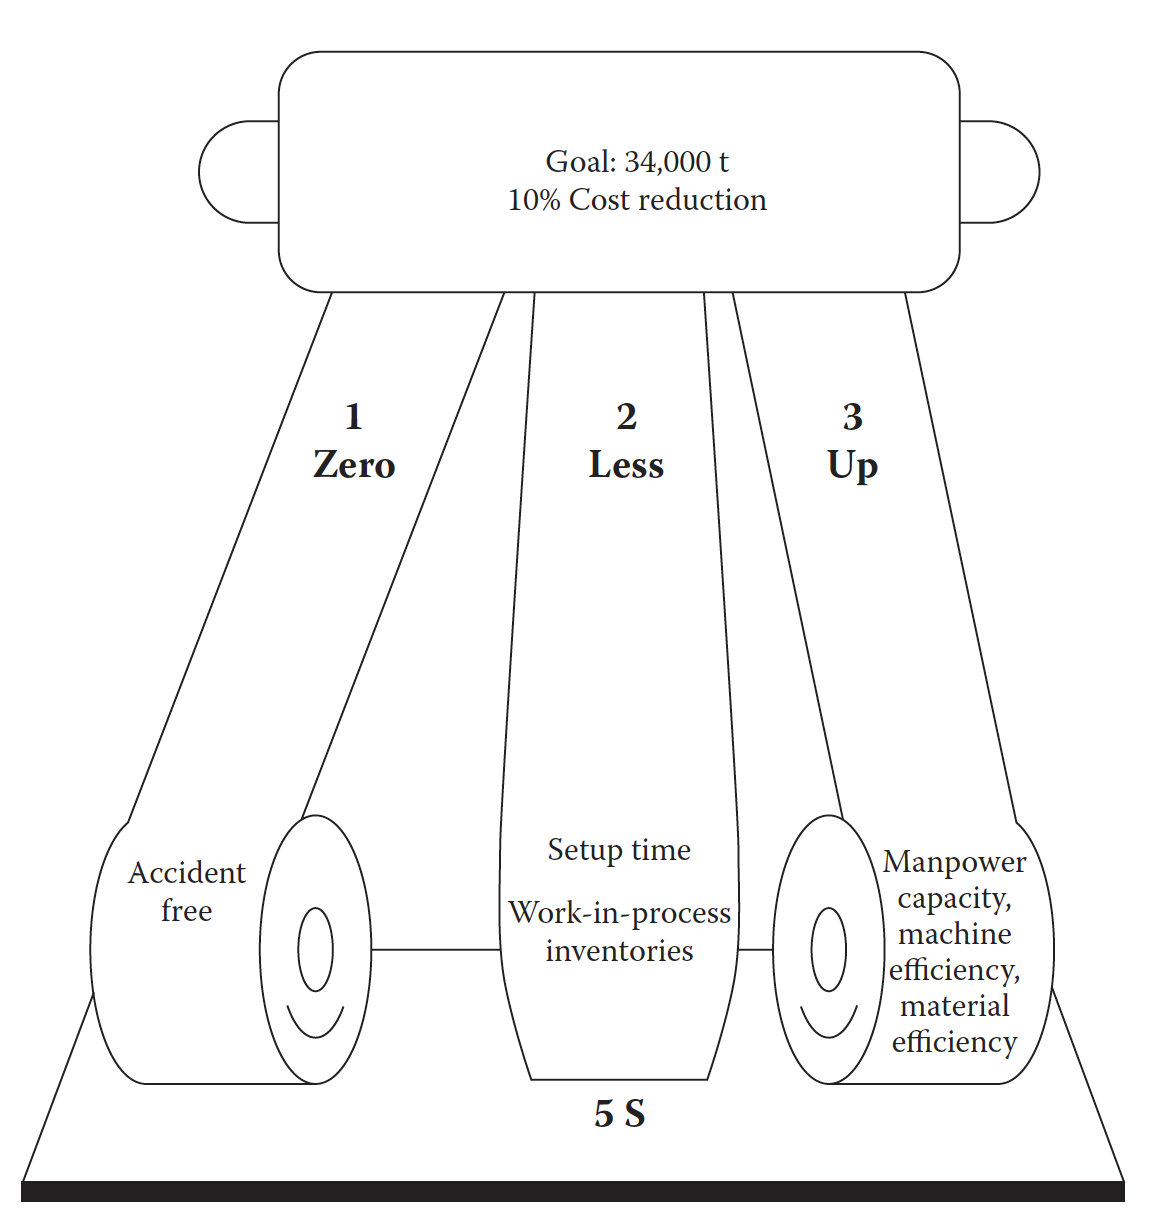 Goal: 34,000 t
10% Cost reduction
1
Zero
2
Less
3
Up
Accident
free
Setup time
Work-in-process
inventories
Manpower
capacity,
machine
efficiency,
material
efficiency
5 S